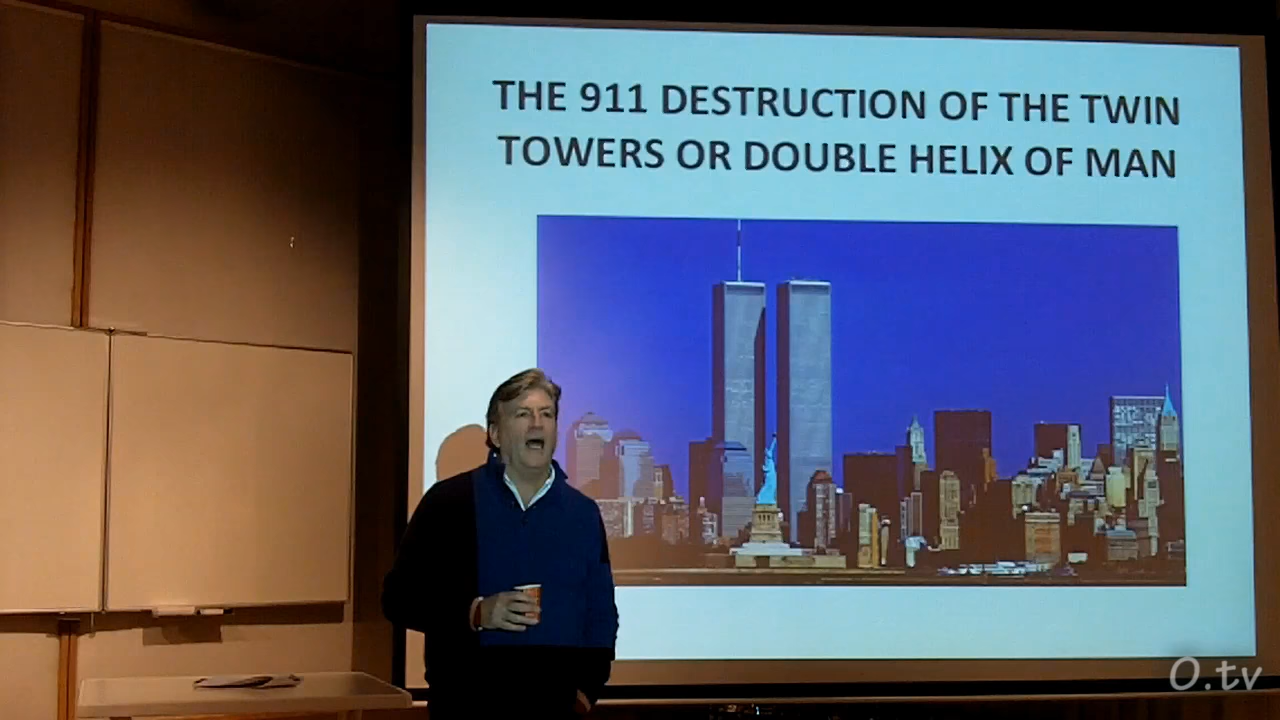 THE 911 DESTRUCTION OF THE TWIN
TOWERS OR DOUBLE HELIX OF MAN
O.tv